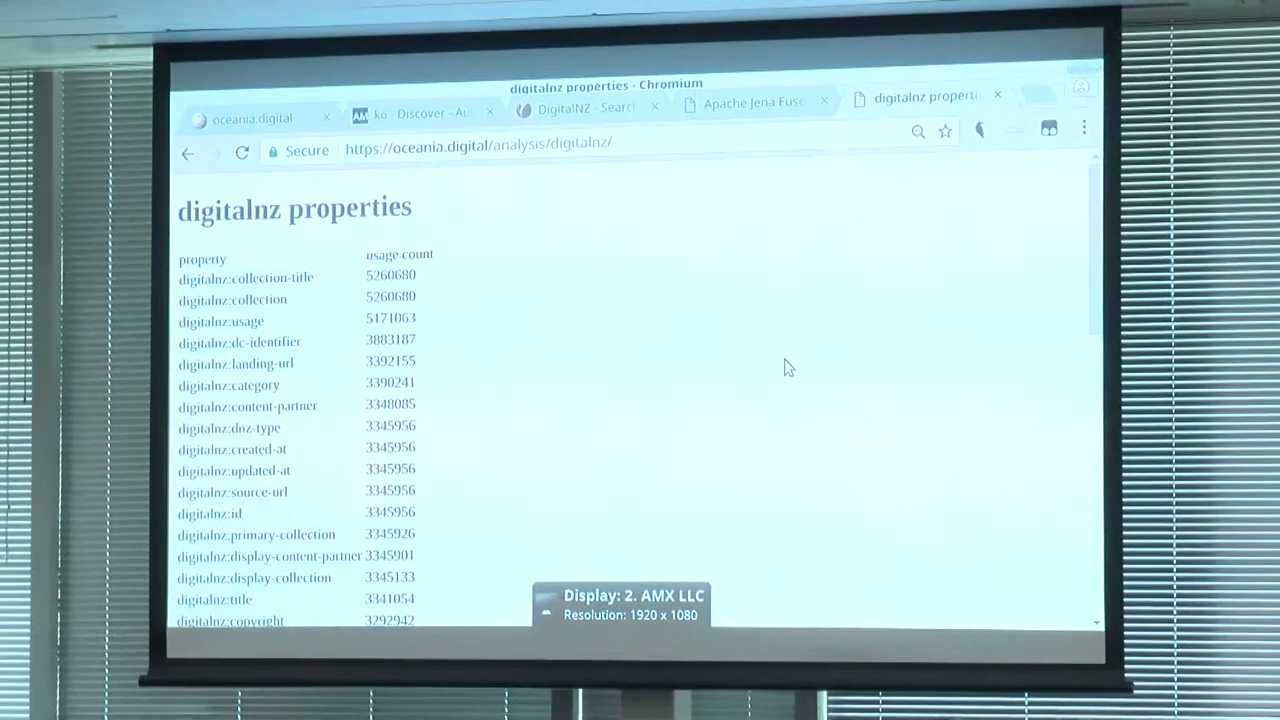 digitalnz properties - Chromium
oceania.digital
ko - Discover - Au
DigitalNZ - Search
Apache Jena Fuse
digitalnz properti
Secure https://oceania.digital/analysis/digitalnz/
digitalnz properties
property usage count
digitalnz:collection-title 5260680
digitalnz:collection 5260680
digitalnz:usage 5171063
digitalnz:dc-identifier 3883187
digitalnz:landing-url 3392155
digitalnz:category 3390241
digitalnz:content-partner 3348085
digitalnz:dnz-type 3345956
digitalnz:created-at 3345956
digitalnz:updated-at 3345956
digitalnz:source-url 3345956
digitalnz:id 3345956
digitalnz:primary-collection 3345926
digitalnz:display-content-partner 3345901
digitalnz:display-collection 3345133
digitalnz:title 3341054
digitalnz:copyright 3292942
Display: 2. AMX LLC
Resolution: 1920 x 1080